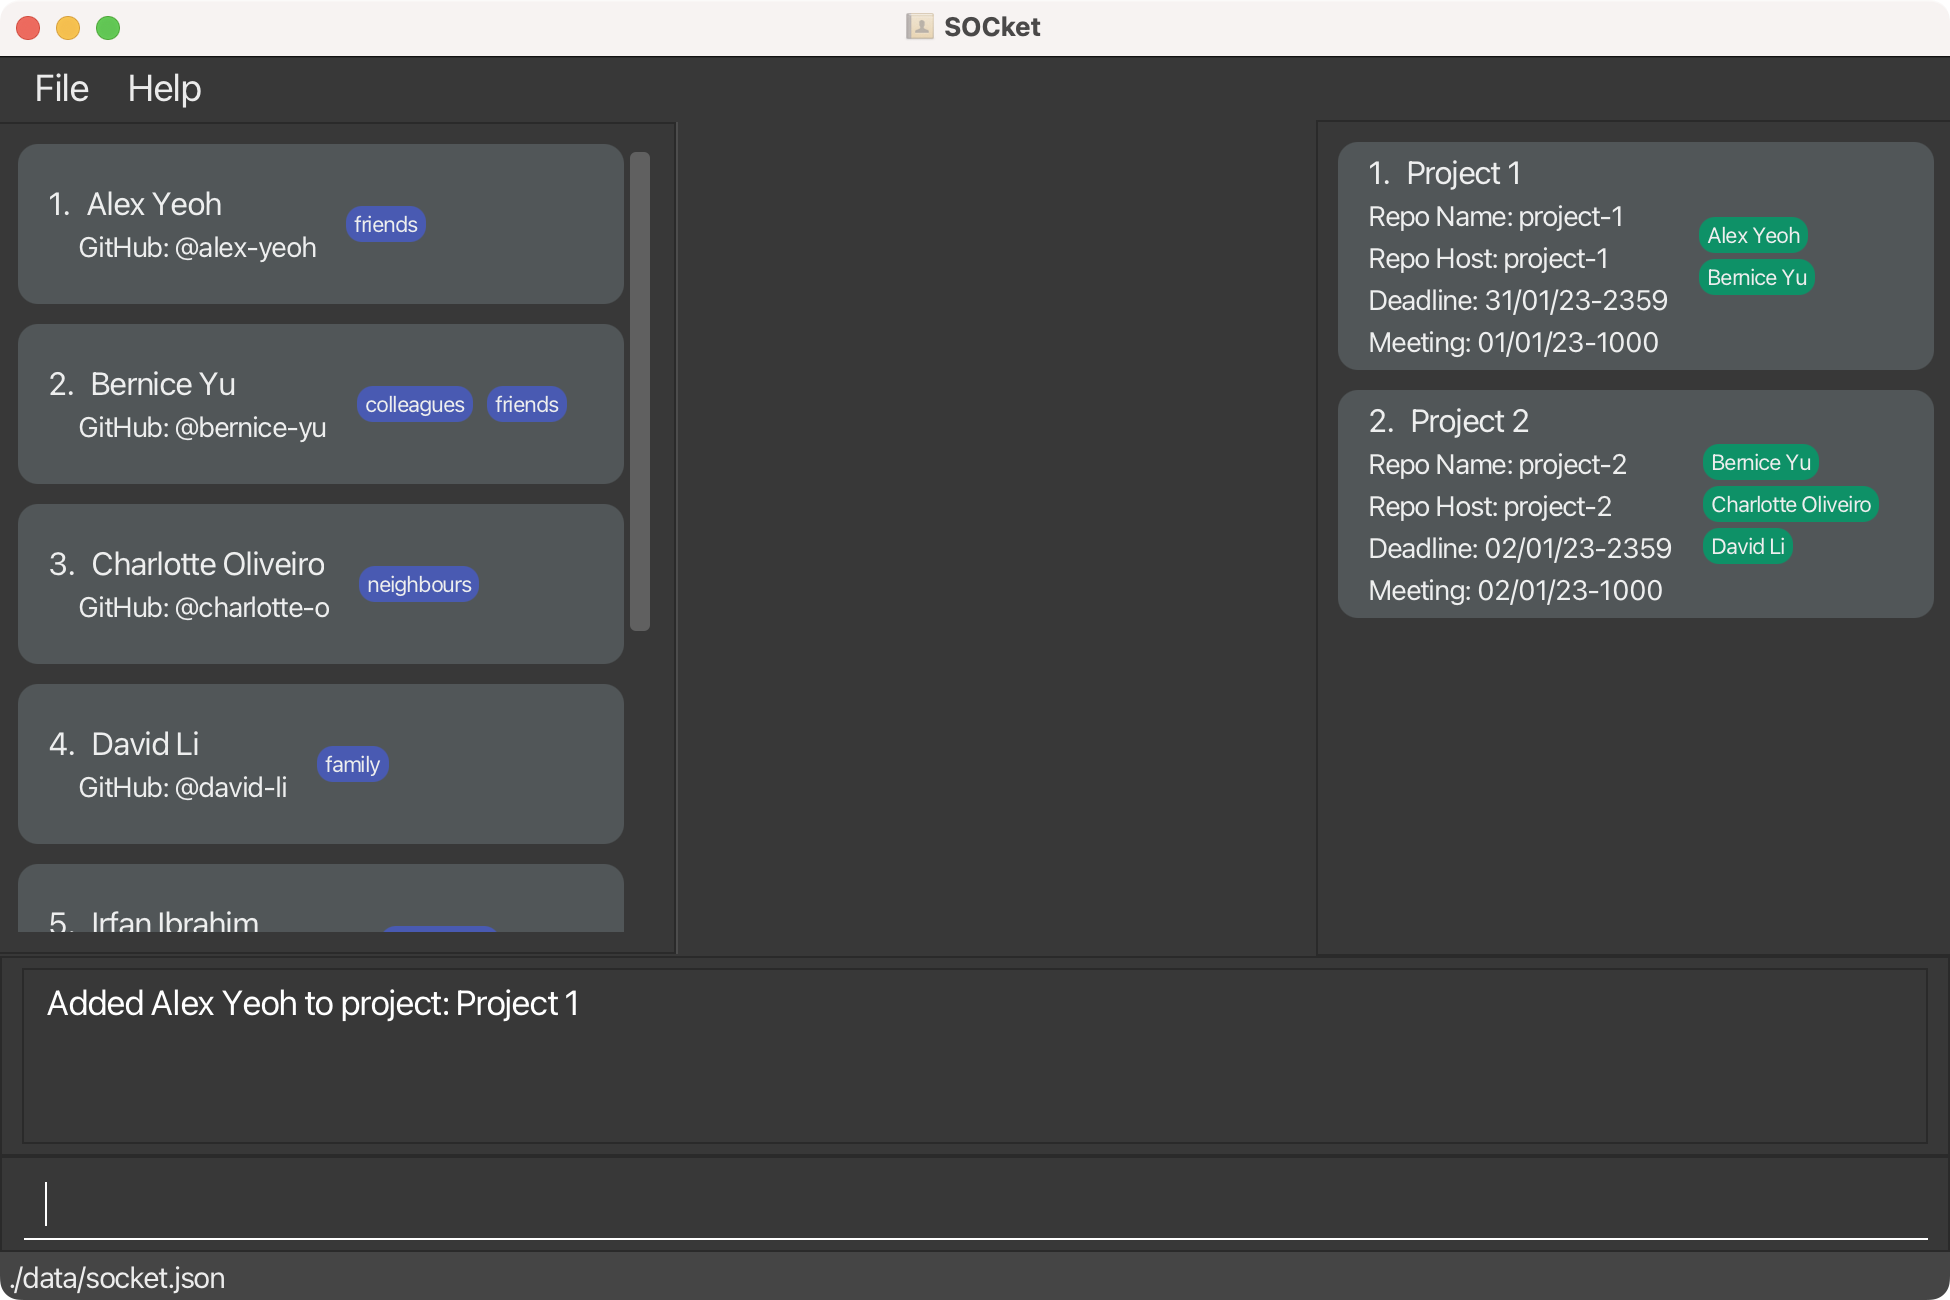 SOCket
File Help
1. Alex Yeoh
GitHub: @alex-yeoh
friends
2. Bernice Yu
GitHub: @bernice-yu
colleagues friends
3. Charlotte Oliveiro
GitHub: @charlotte-o
neighbours
4. David Li
GitHub: @david-li
family
5. Irfan Ibrahim
1. Project 1
Repo Name: project-1
Repo Host: project-1
Deadline: 31/01/23-2359
Meeting: 01/01/23-1000
Alex Yeoh
Bernice Yu
2. Project 2
Repo Name: project-2
Repo Host: project-2
Deadline: 02/01/23-2359
Meeting: 02/01/23-1000
Bernice Yu
Charlotte Oliveiro
David Li
Added Alex Yeoh to project: Project 1
./data/socket.json